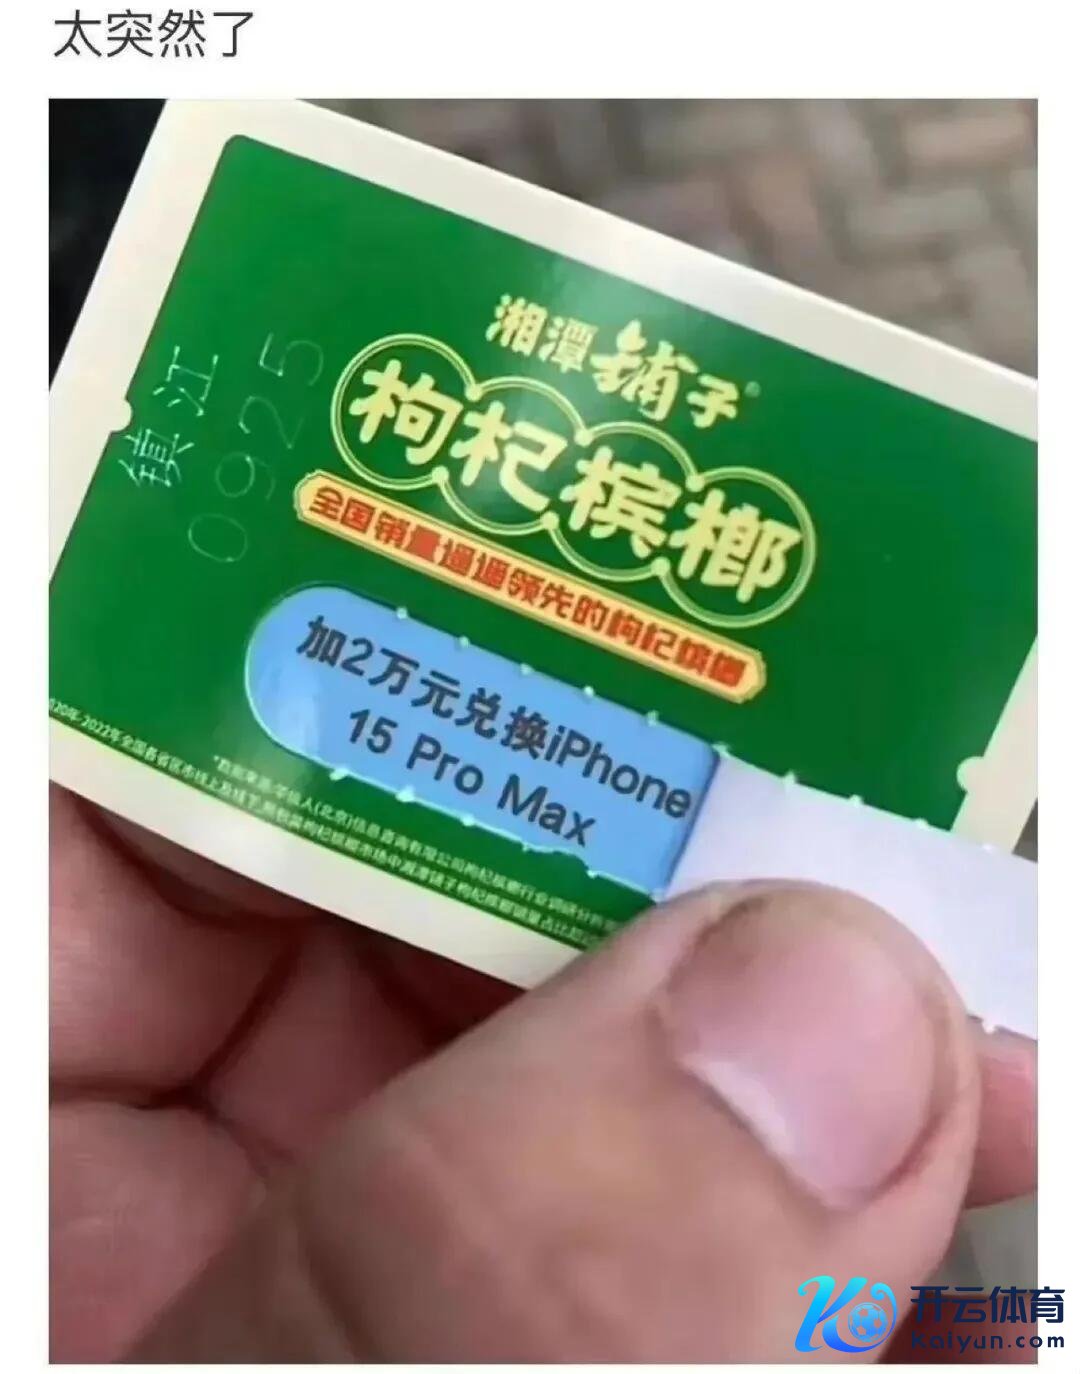 太突然了
湘潭铺子
枸杞槟榔
全国销量遥遥领先的枸杞槟榔
镇江
0925
加2万元兑换iPhone
15 Pro Max
开云体育
Kaiyun.com